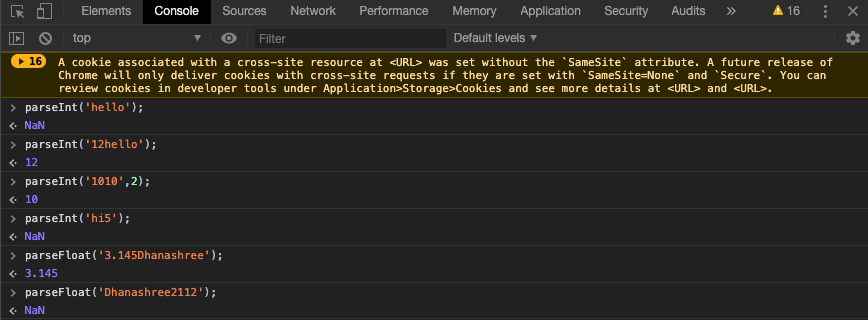 Elements Console Sources Network Performance Memory Application Security Audits » 16
top Filter Default levels
16 A cookie associated with a cross-site resource at <URL> was set without the `SameSite` attribute. A future release of
Chrome will only deliver cookies with cross-site requests if they are set with `SameSite=None` and `Secure`. You can
review cookies in developer tools under Application>Storage>Cookies and see more details at <URL> and <URL>.
> parseInt('hello');
NaN
> parseInt('12hello');
12
> parseInt('1010',2);
10
> parseInt('hi5');
NaN
> parseFloat('3.145Dhanashree');
3.145
> parseFloat('Dhanashree2112');
NaN